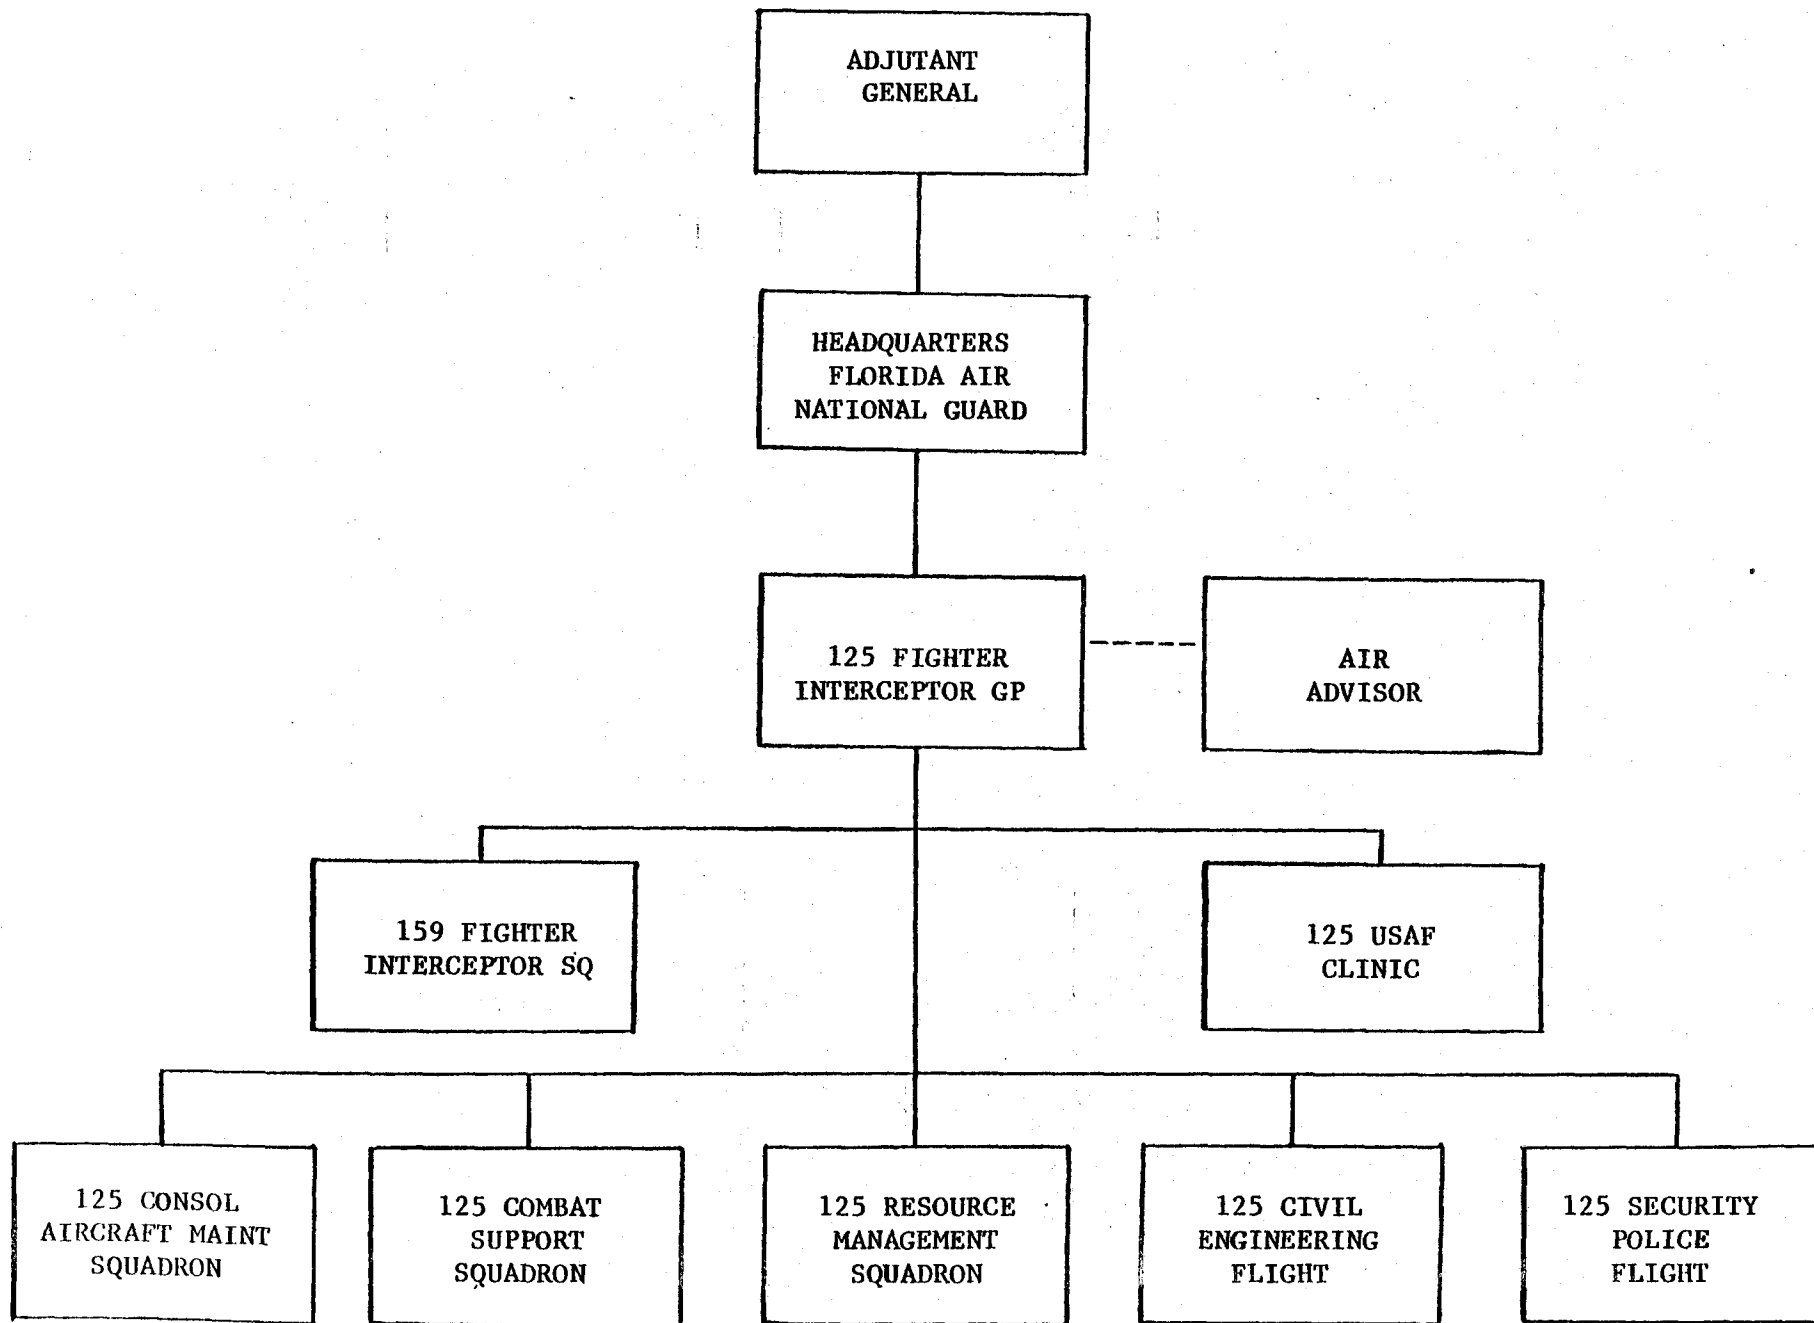 ADJUTANT
GENERAL
HEADQUARTERS
FLORIDA AIR
NATIONAL GUARD
125 FIGHTER
INTERCEPTOR GP
AIR
ADVISOR
159 FIGHTER
INTERCEPTOR SQ
125 USAF
CLINIC
125 CONSOL
AIRCRAFT MAINT
SQUADRON
125 COMBAT
SUPPORT
SQUADRON
125 RESOURCE
MANAGEMENT
SQUADRON
125 CIVIL
ENGINEERING
FLIGHT
125 SECURITY
POLICE
FLIGHT